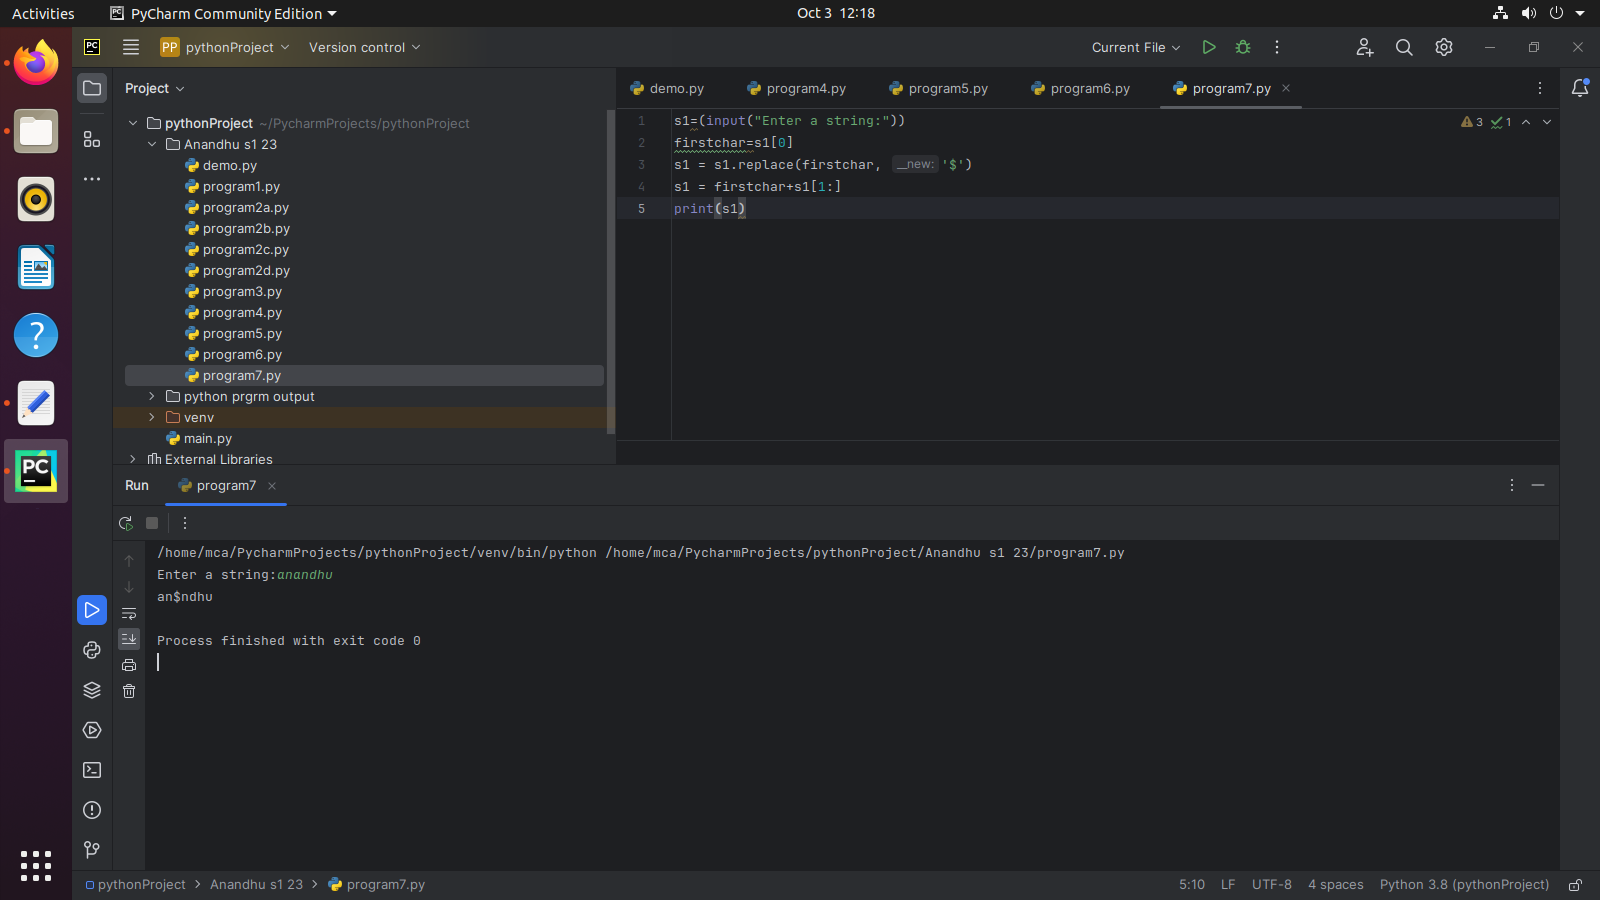 Activities PyCharm Community Edition Oct 3 12:18
PC PP pythonProject Version control Current File
Project
pythonProject ~/PycharmProjects/pythonProject
Anandhu s1 23
demo.py
program1.py
program2a.py
program2b.py
program2c.py
program2d.py
program3.py
program4.py
program5.py
program6.py
program7.py
python prgrm output
venv
main.py
External Libraries
demo.py program4.py program5.py program6.py program7.py
1 s1=(input("Enter a string:")) 3 1
2 firstchar=s1[0]
3 s1 = s1.replace(firstchar, __new: '$')
4 s1 = firstchar+s1[1:]
5 print(s1)
PC
Run program7
/home/mca/PycharmProjects/pythonProject/venv/bin/python /home/mca/PycharmProjects/pythonProject/Anandhu s1 23/program7.py
Enter a string:anandhu
an$ndhu
Process finished with exit code 0
pythonProject > Anandhu s1 23 > program7.py 5:10 LF UTF-8 4 spaces Python 3.8 (pythonProject)